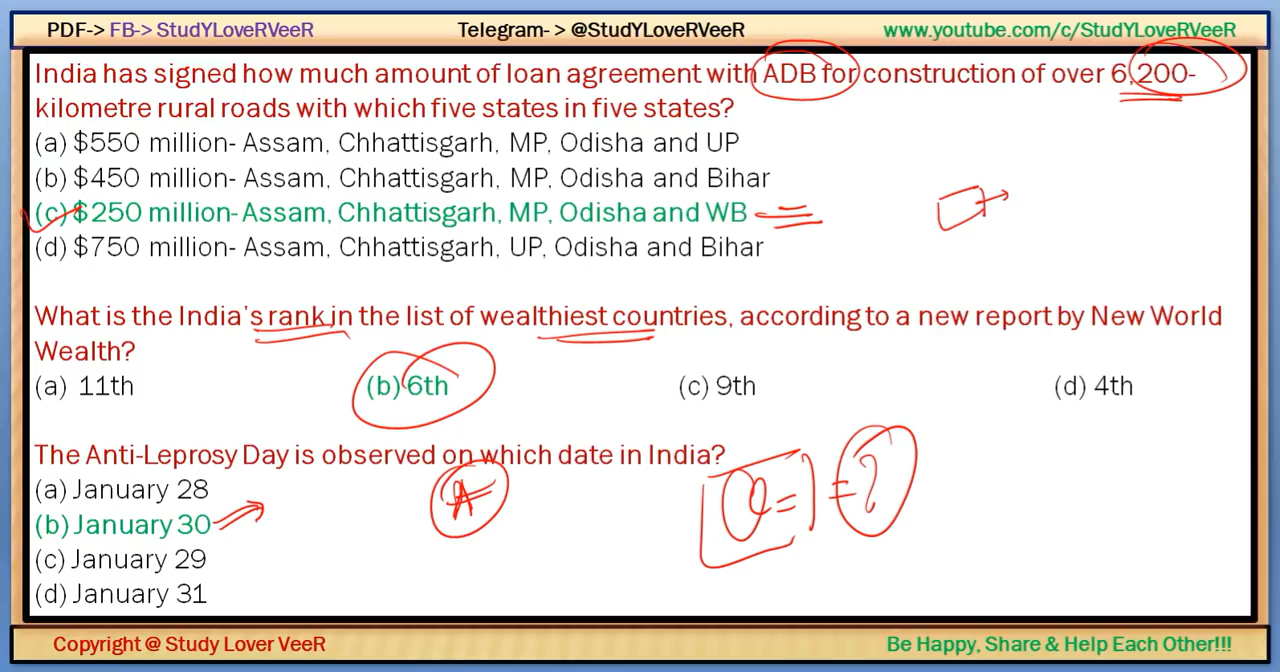 PDF-> FB-> StudYLoveRVeeR Telegram- > @StudYLoveRVeeR www.youtube.com/c/StudYLoveRVeeR
India has signed how much amount of loan agreement with ADB for construction of over 6,200-
kilometre rural roads with which five states in five states?
(a) $550 million- Assam, Chhattisgarh, MP, Odisha and UP
(b) $450 million- Assam, Chhattisgarh, MP, Odisha and Bihar
(c) $250 million- Assam, Chhattisgarh, MP, Odisha and WB
(d) $750 million- Assam, Chhattisgarh, UP, Odisha and Bihar
What is the India's rank in the list of wealthiest countries, according to a new report by New World
Wealth?
(a) 11th (b) 6th (c) 9th (d) 4th
The Anti-Leprosy Day is observed on which date in India?
(a) January 28
(b) January 30
(c) January 29
(d) January 31
Copyright @ Study Lover VeeR Be Happy, Share & Help Each Other!!!